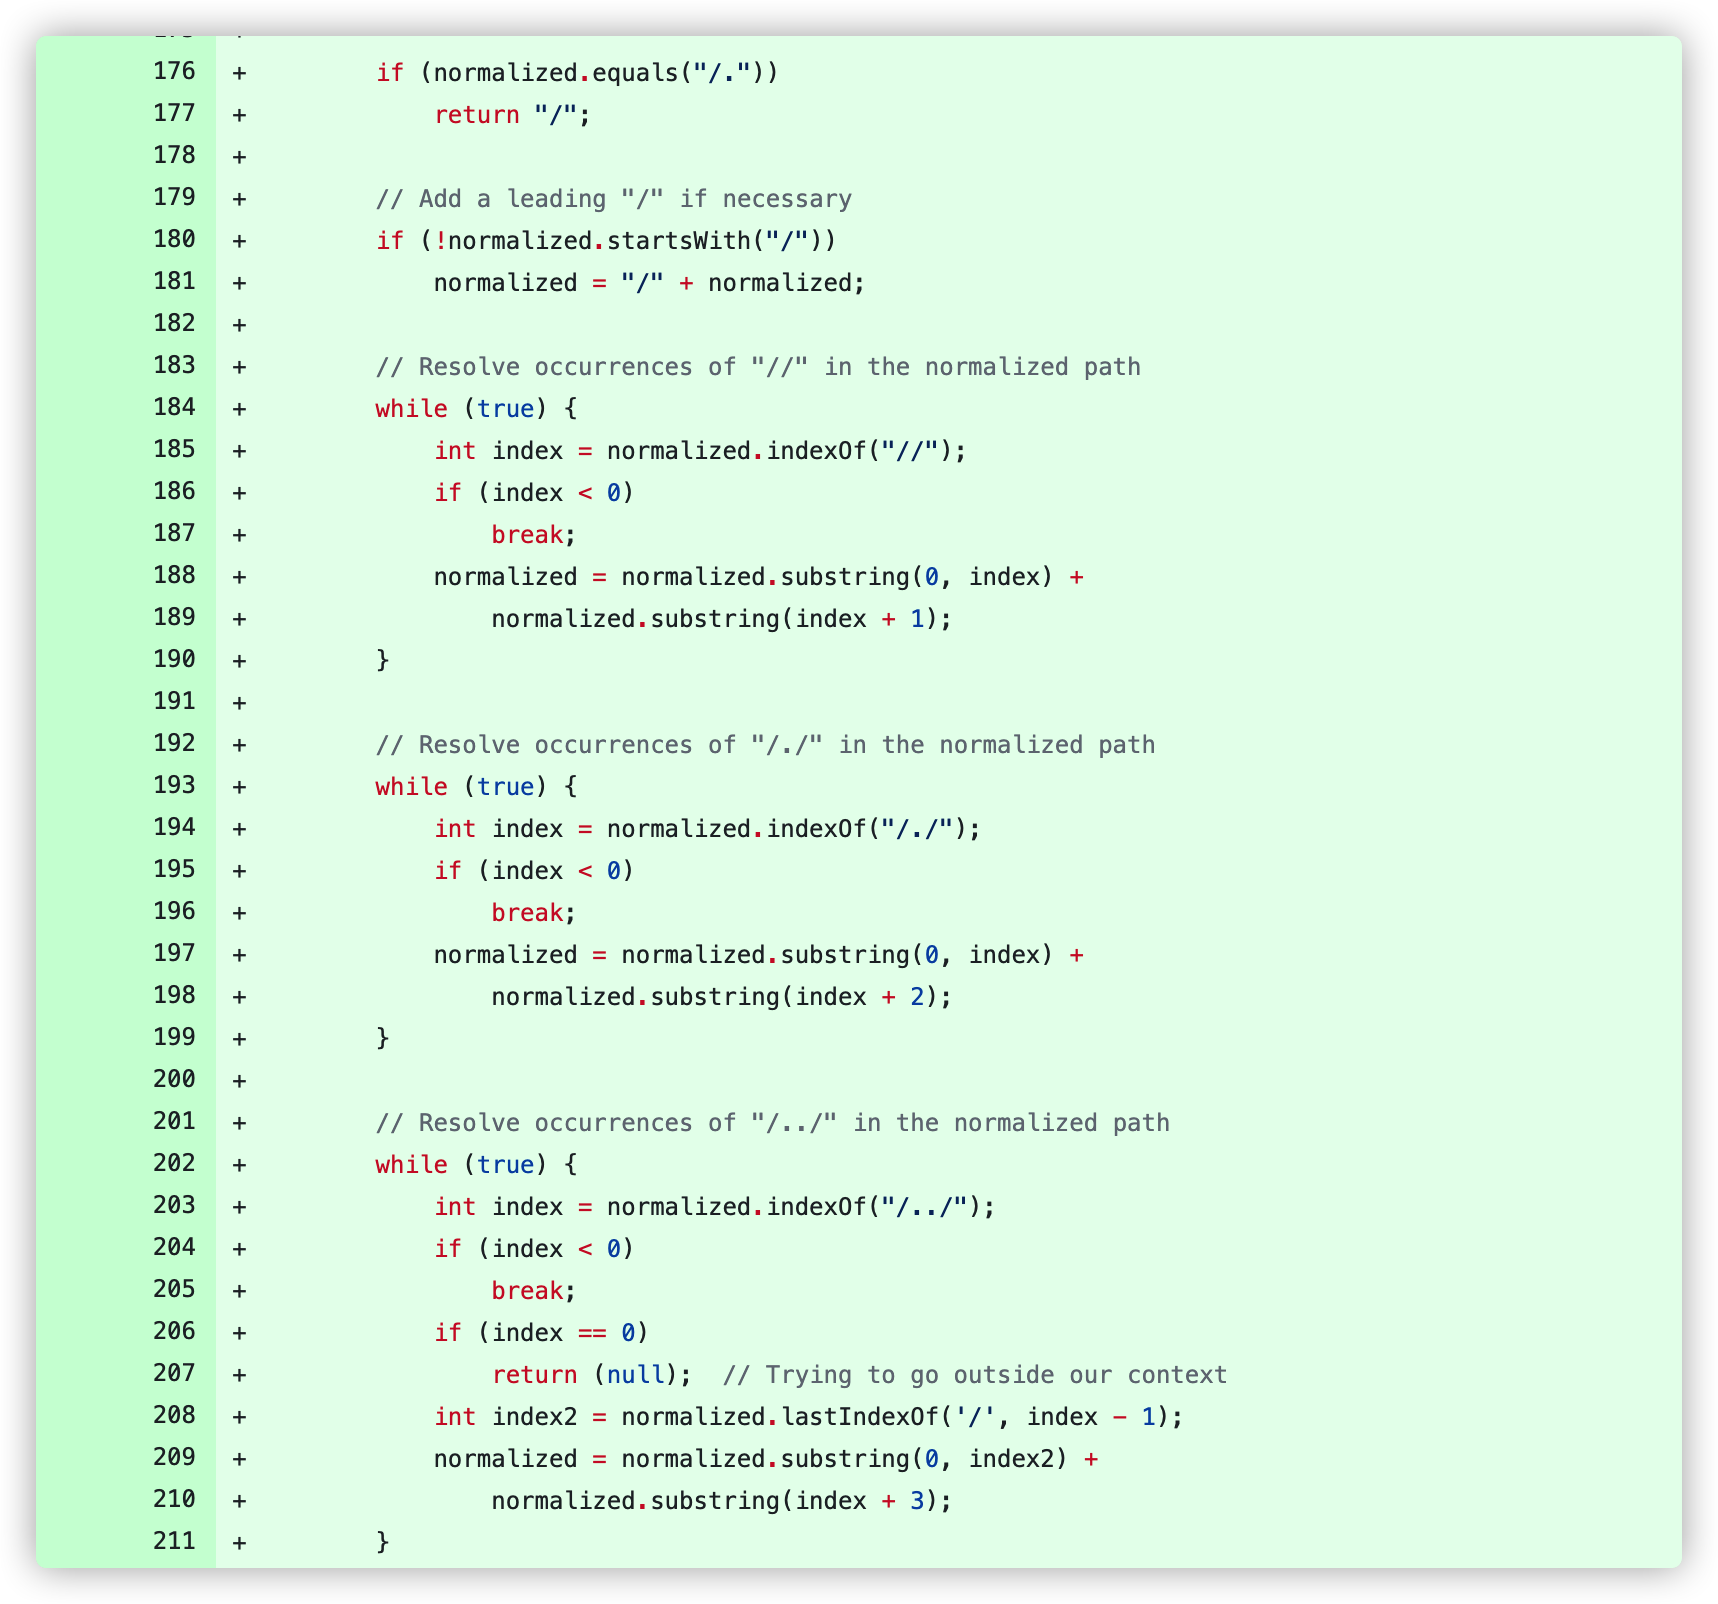 176 +         if (normalized.equals("/."))
177 +             return "/";
178 +
179 +         // Add a leading "/" if necessary
180 +         if (!normalized.startsWith("/"))
181 +             normalized = "/" + normalized;
182 +
183 +         // Resolve occurrences of "//" in the normalized path
184 +         while (true) {
185 +             int index = normalized.indexOf("//");
186 +             if (index < 0)
187 +                 break;
188 +             normalized = normalized.substring(0, index) +
189 +                 normalized.substring(index + 1);
190 +         }
191 +
192 +         // Resolve occurrences of "/./" in the normalized path
193 +         while (true) {
194 +             int index = normalized.indexOf("/./");
195 +             if (index < 0)
196 +                 break;
197 +             normalized = normalized.substring(0, index) +
198 +                 normalized.substring(index + 2);
199 +         }
200 +
201 +         // Resolve occurrences of "/../" in the normalized path
202 +         while (true) {
203 +             int index = normalized.indexOf("/../");
204 +             if (index < 0)
205 +                 break;
206 +             if (index == 0)
207 +                 return (null);  // Trying to go outside our context
208 +             int index2 = normalized.lastIndexOf('/', index - 1);
209 +             normalized = normalized.substring(0, index2) +
210 +                 normalized.substring(index + 3);
211 +         }